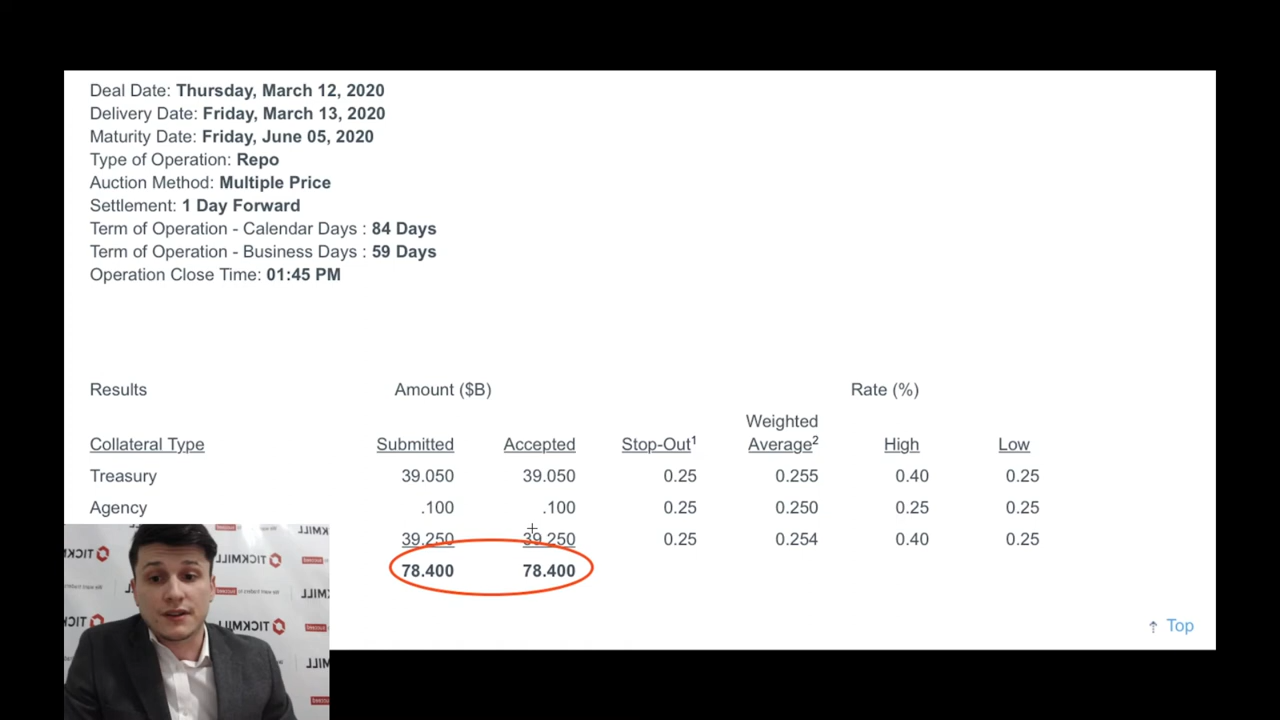 Deal Date: Thursday, March 12, 2020
Delivery Date: Friday, March 13, 2020
Maturity Date: Friday, June 05, 2020
Type of Operation: Repo
Auction Method: Multiple Price
Settlement: 1 Day Forward
Term of Operation - Calendar Days : 84 Days
Term of Operation - Business Days : 59 Days
Operation Close Time: 01:45 PM
Results Amount ($B) Rate (%)
Weighted
Collateral Type Submitted Accepted Stop-Out1 Average2 High Low
Treasury 39.050 39.050 0.25 0.255 0.40 0.25
Agency .100 .100 0.25 0.250 0.25 0.25
39.250 39.250 0.25 0.254 0.40 0.25
78.400 78.400
Top
TICKMILL
TICKMILL
TICKMILL